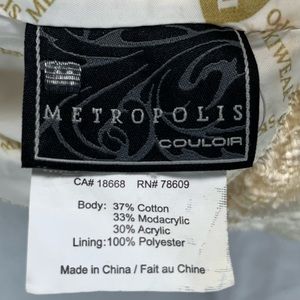 METROPOLIS
COULOIR
CA# 18668 RN# 78609
Body: 37% Cotton
33% Modacrylic
30% Acrylic
Lining: 100% Polyester
Made in China / Fait au Chine